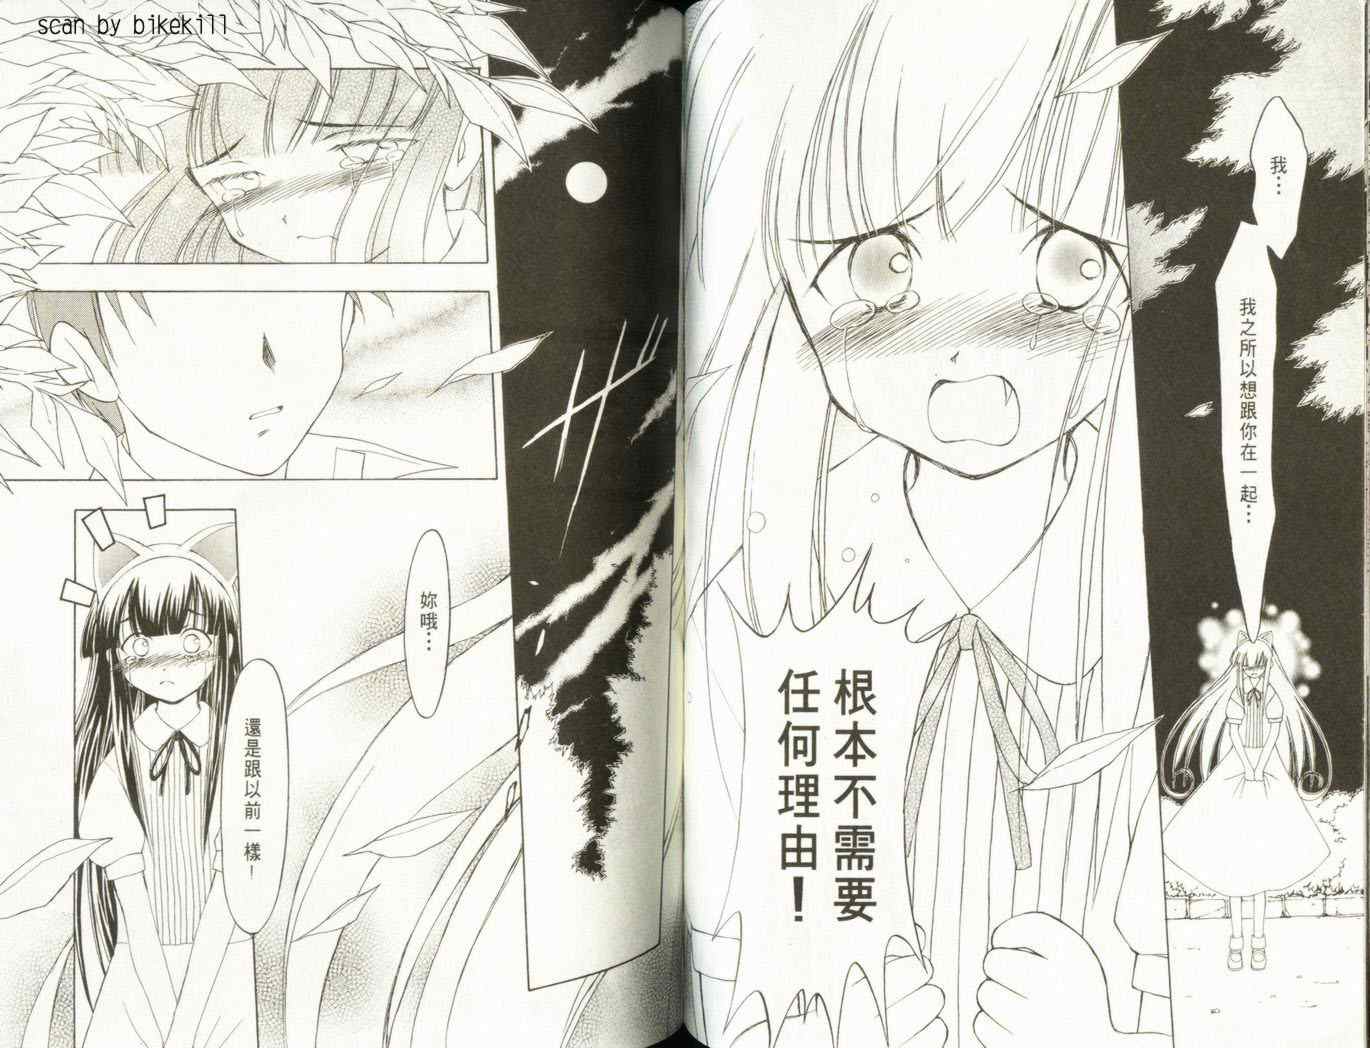 scan by bikekill
我…
我之所以想跟你在一起…
根本不需要
任何理由！
妳哦…
還是跟以前一樣！
ザ